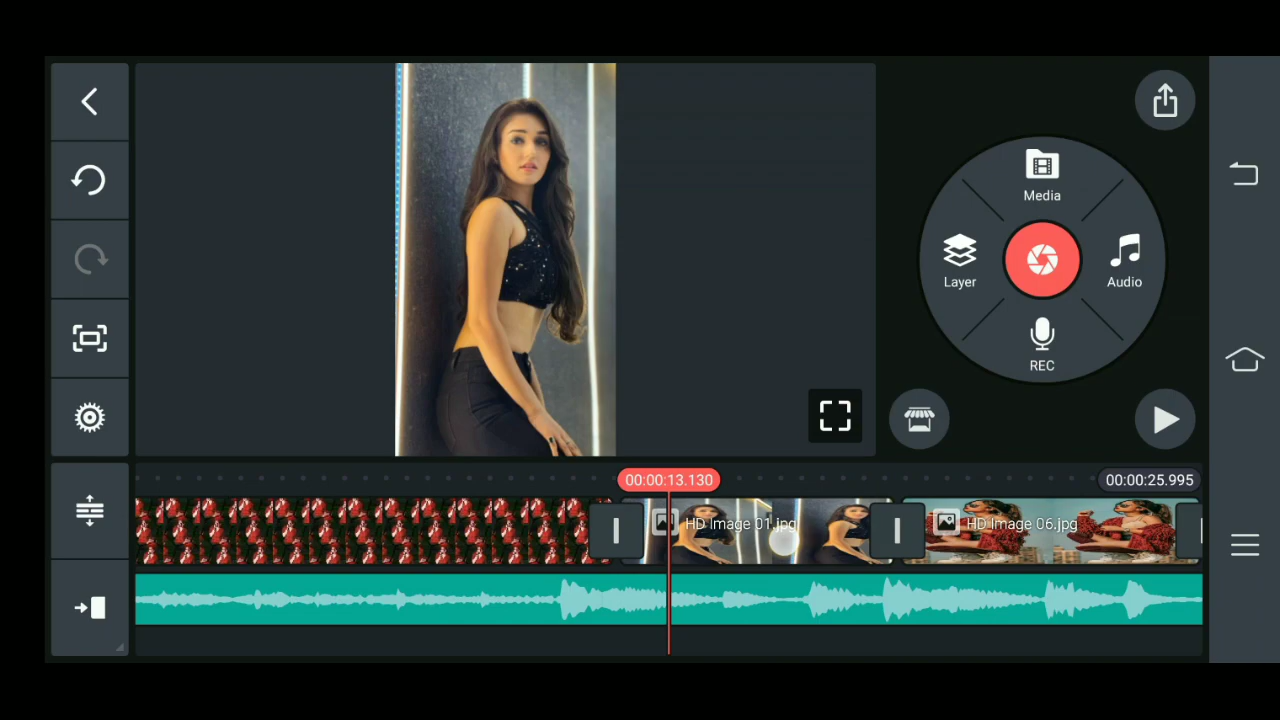 Media
Layer
Audio
REC
00:00:13.130
00:00:25.995
HD Image 01.jpg
HD Image 06.jpg